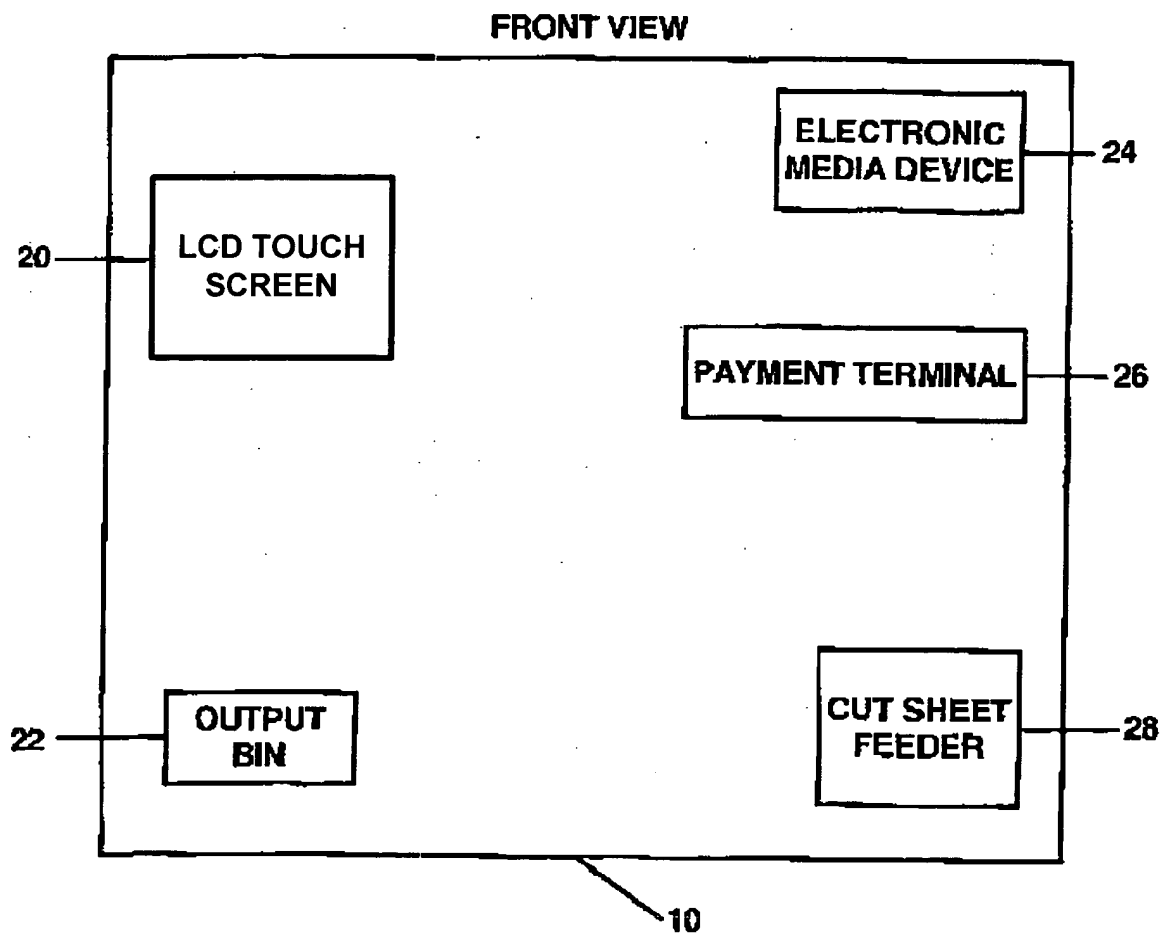 FRONT VIEW
ELECTRONIC
MEDIA DEVICE
24
20
LCD TOUCH
SCREEN
PAYMENT TERMINAL
26
22
OUTPUT
BIN
CUT SHEET
FEEDER
28
10